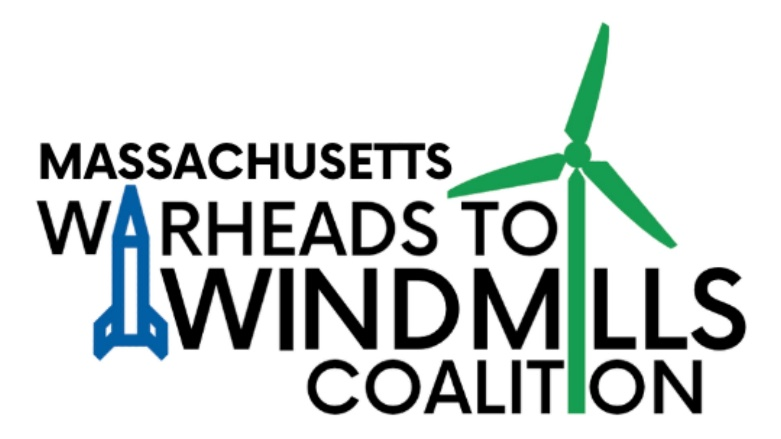 MASSACHUSETTS
WARHEADS TO
WINDMILLS
COALITION